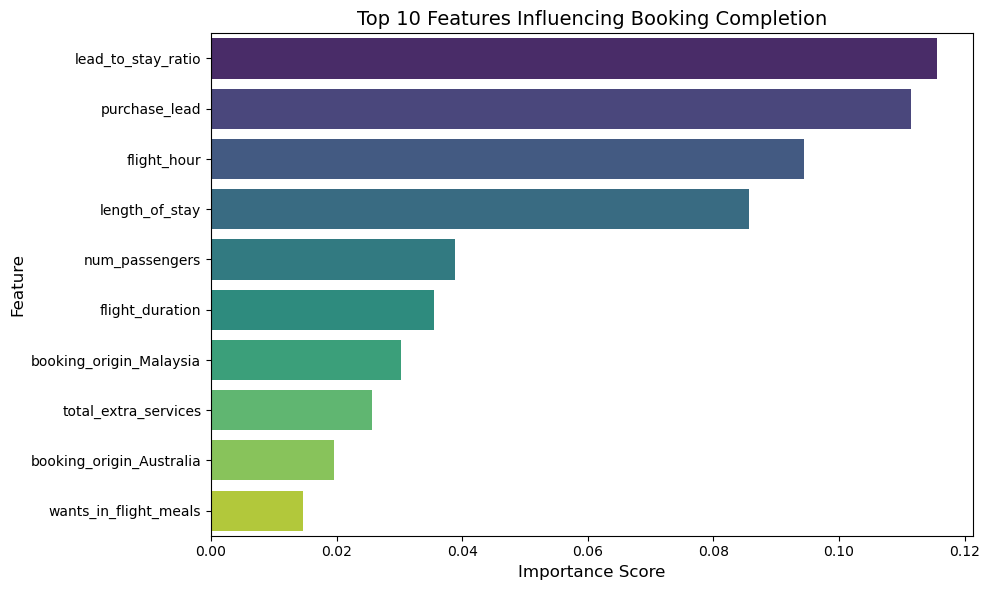 Top 10 Features Influencing Booking Completion
lead_to_stay_ratio
purchase_lead
flight_hour
length_of_stay
num_passengers
flight_duration
booking_origin_Malaysia
total_extra_services
booking_origin_Australia
wants_in_flight_meals
Feature
0.00 0.02 0.04 0.06 0.08 0.10 0.12
Importance Score